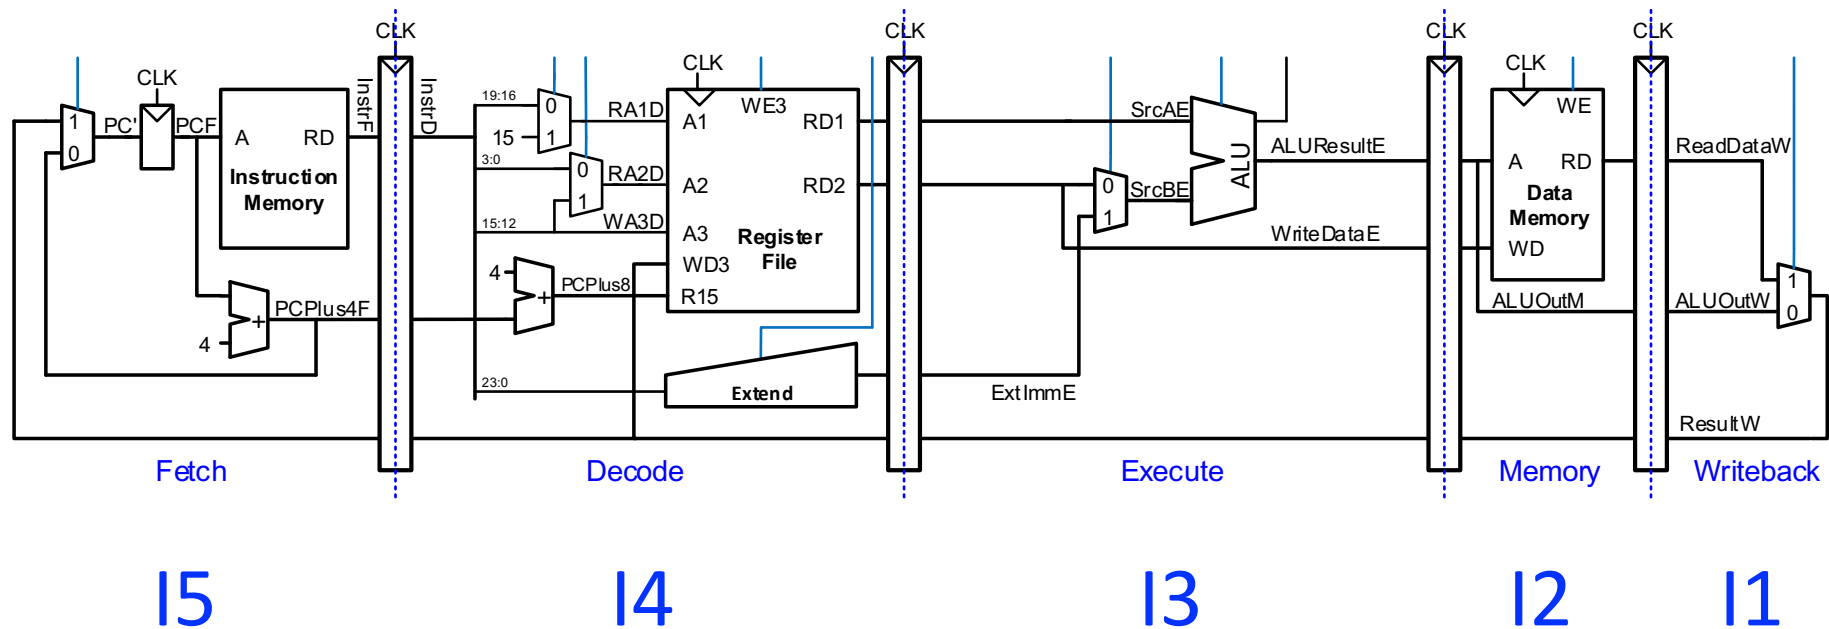 CLK
CLK
CLK
CLK
CLK
CLK
CLK
1
0
PC'
PCF
A
RD
Instruction
Memory
InstrF
InstrD
PCPlus4F
4
+
19:16
0
1
15
RA1D
3:0
0
1
RA2D
15:12
WA3D
4
+
PCPlus8
23:0
WE3
A1
RD1
A2
RD2
A3
Register
File
WD3
R15
Extend
SrcAE
0
1
SrcBE
ALU
ALUResultE
WriteDataE
ExtImmE
WE
A
RD
Data
Memory
WD
ALUOutM
ReadDataW
ALUOutW
1
0
ResultW
Fetch
Decode
Execute
Memory
Writeback
I5
I4
I3
I2
I1